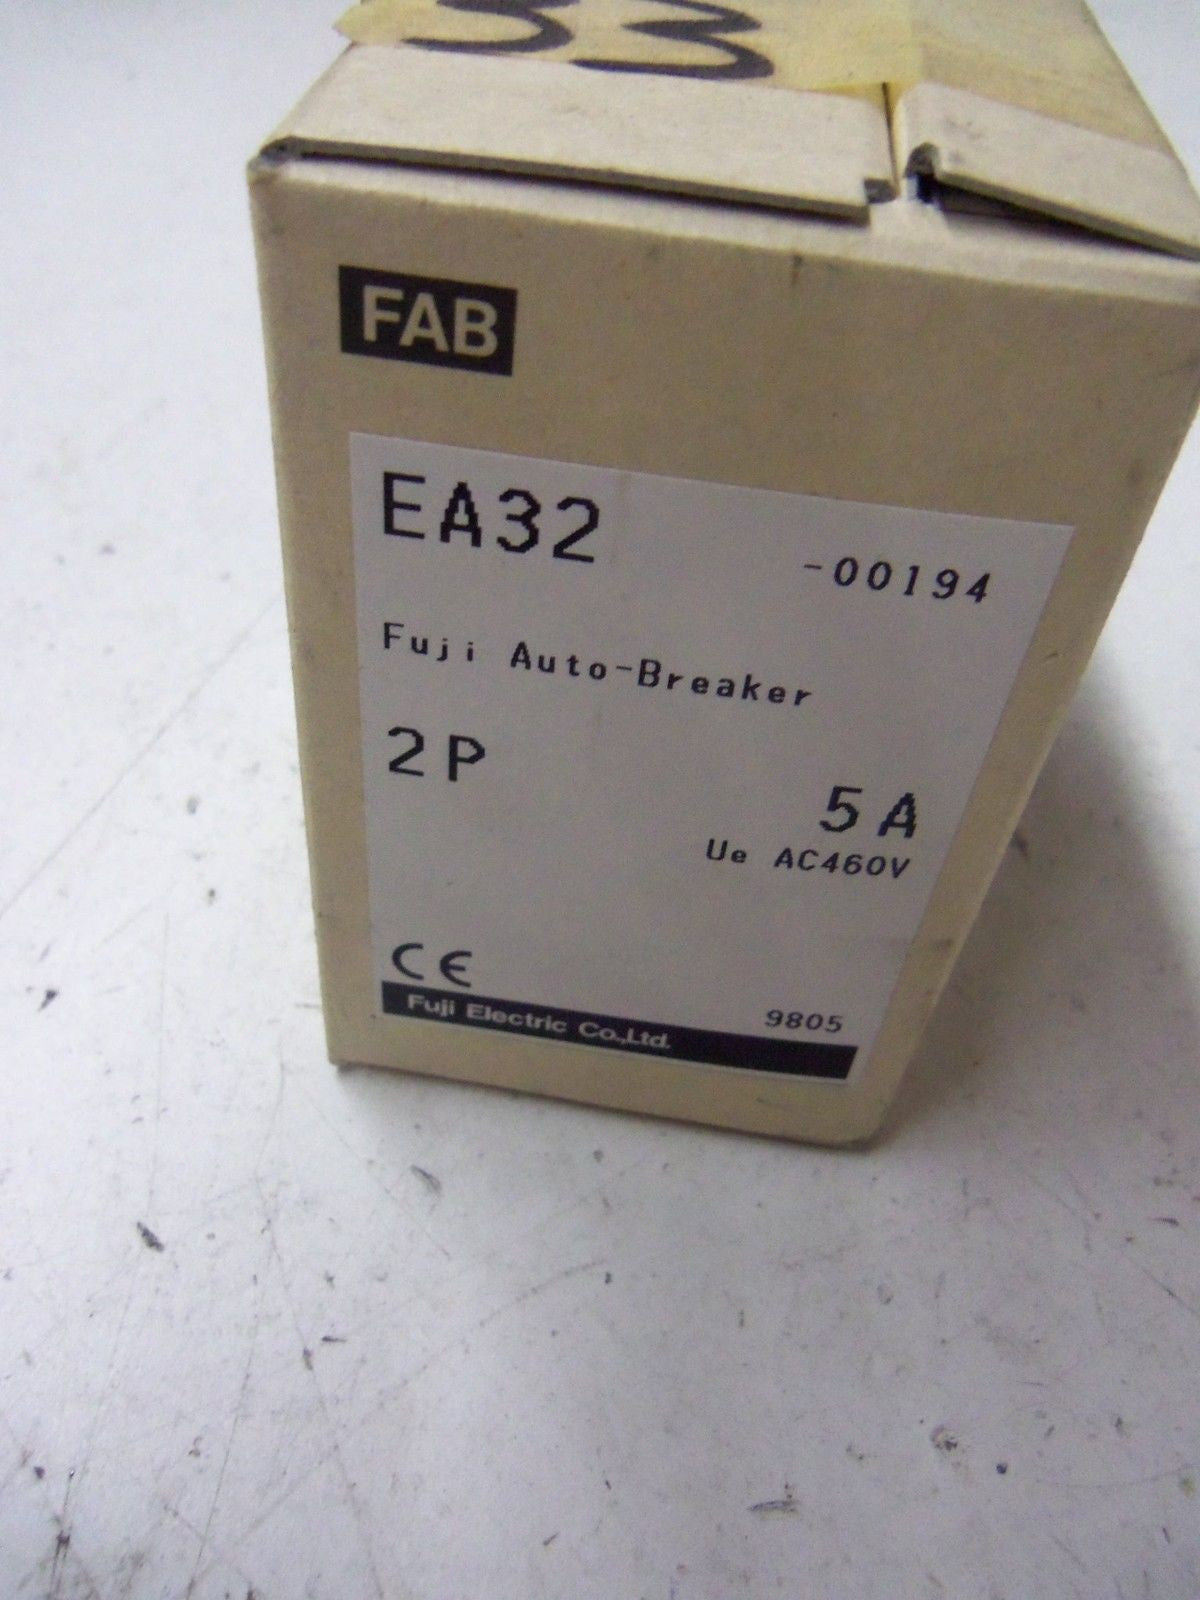 FAB
EA32 -00194
Fuji Auto-Breaker
2P
5A
Ue AC460V
CE
9805
Fuji Electric Co.,Ltd.